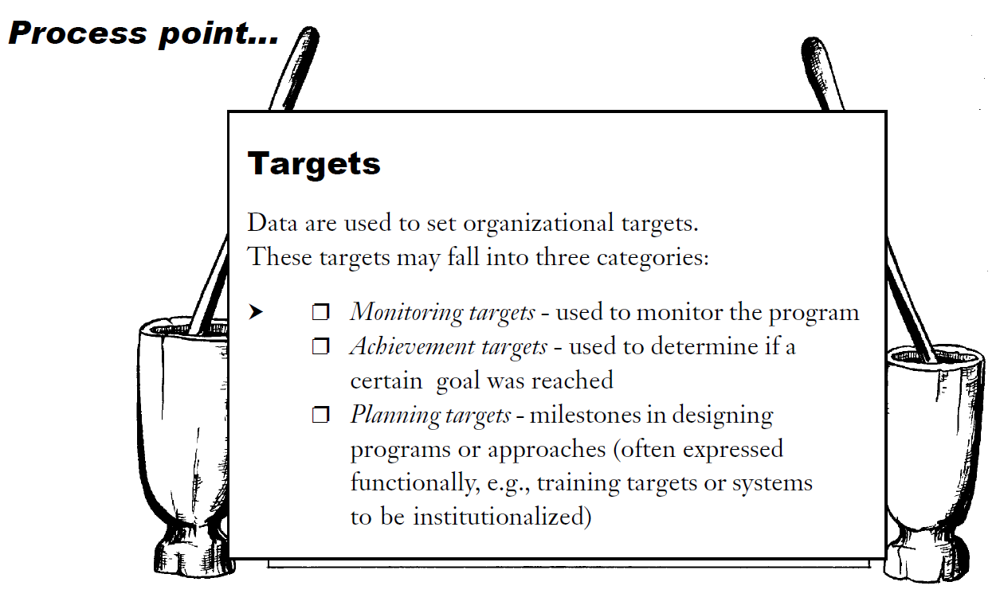 Process point...
Targets
Data are used to set organizational targets.
These targets may fall into three categories:
➤ ❒ Monitoring targets - used to monitor the program
❒ Achievement targets - used to determine if a
certain goal was reached
❒ Planning targets - milestones in designing
programs or approaches (often expressed
functionally, e.g., training targets or systems
to be institutionalized)